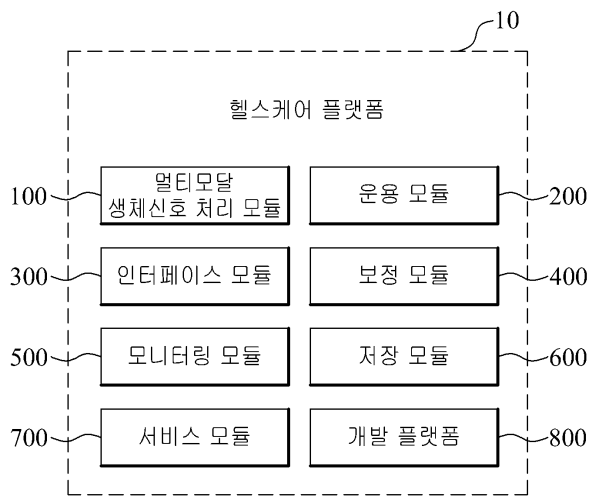 10
헬스케어 플랫폼
100
멀티모달
생체신호 처리 모듈
운용 모듈
200
300
인터페이스 모듈
보정 모듈
400
500
모니터링 모듈
저장 모듈
600
700
서비스 모듈
개발 플랫폼
800